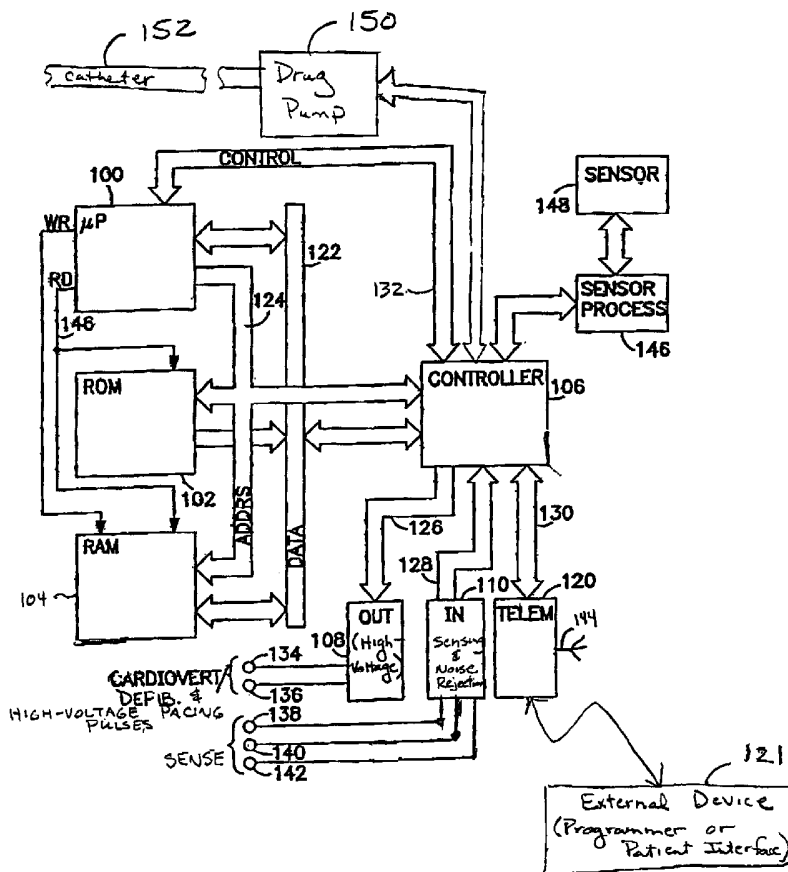 152
150
Catheter
Drug
Pump
CONTROL
100
μP
WR
RD
122
124
132
148
SENSOR
SENSOR
PROCESS
146
146
ROM
CONTROLLER
106
102
ADDRS
DATA
RAM
104
126
128
130
110
120
144
OUT
(High
Voltage)
108
IN
Sensing
&
Noise
Rejection
TELEM
134
136
CARDIOVERT
DEFIB. &
HIGH-VOLTAGE PACING
PULSES
138
140
142
SENSE
121
External Device
(Programmer or
Patient Interface)